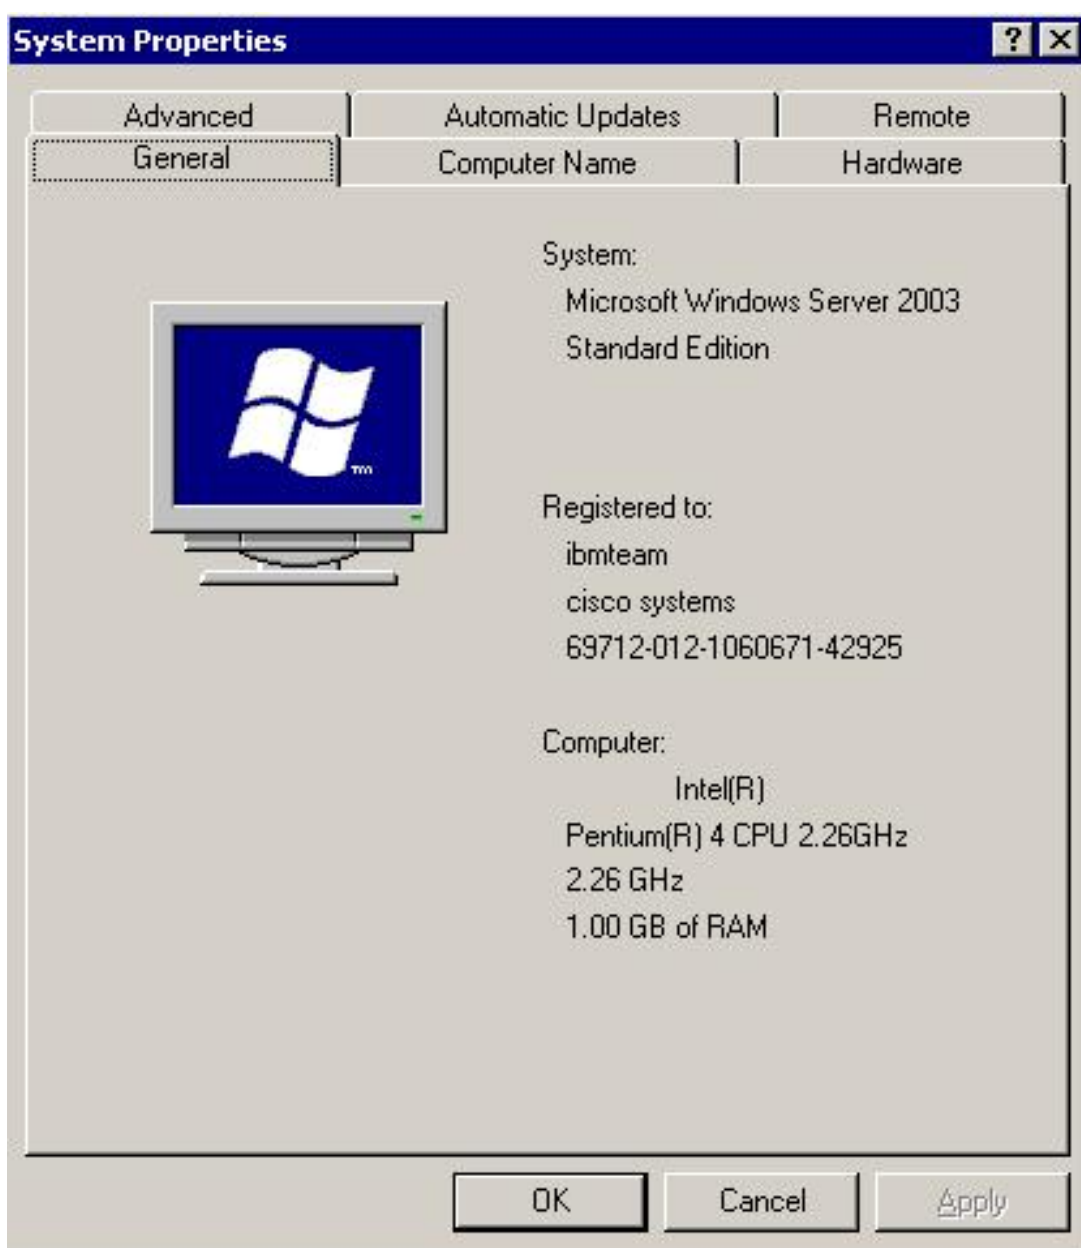 System Properties
Advanced
Automatic Updates
Remote
General
Computer Name
Hardware
System:
Microsoft Windows Server 2003
Standard Edition
TM
Registered to:
ibmteam
cisco systems
69712-012-1060671-42925
Computer:
Intel(R)
Pentium(R) 4 CPU 2.26GHz
2.26 GHz
1.00 GB of RAM
OK
Cancel
Apply